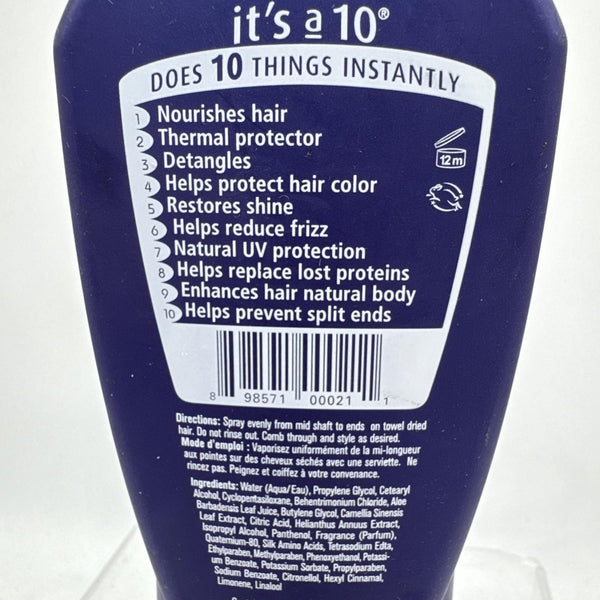 it's a 10®
DOES 10 THINGS INSTANTLY
1 Nourishes hair
2 Thermal protector
3 Detangles
4 Helps protect hair color
5 Restores shine
6 Helps reduce frizz
7 Natural UV protection
8 Helps replace lost proteins
9 Enhances hair natural body
10 Helps prevent split ends
12 m
8 98571 00021 1
Directions: Spray evenly from mid shaft to ends on towel dried
hair. Do not rinse out. Comb through and style as desired.
Mode d'emploi : Vaporisez uniformément de la mi-longueur
aux pointes sur des cheveux séchés avec une serviette. Ne
rincez pas. Peignez et coiffez à votre convenance.
Ingredients: Water (Aqua/Eau), Propylene Glycol, Cetearyl
Alcohol, Cyclopentasiloxane, Behentrimonium Chloride, Aloe
Barbadensis Leaf Juice, Butylene Glycol, Camellia Sinensis
Leaf Extract, Citric Acid, Helianthus Annuus Extract,
Isopropyl Alcohol, Panthenol, Fragrance (Parfum),
Quaternium-80, Silk Amino Acids, Tetrasodium Edta,
Ethylparaben, Methylparaben, Phenoxyethanol, Potassi-
um Benzoate, Potassium Sorbate, Propylparaben,
Sodium Benzoate, Citronellol, Hexyl Cinnamal,
Limonene, Linalool